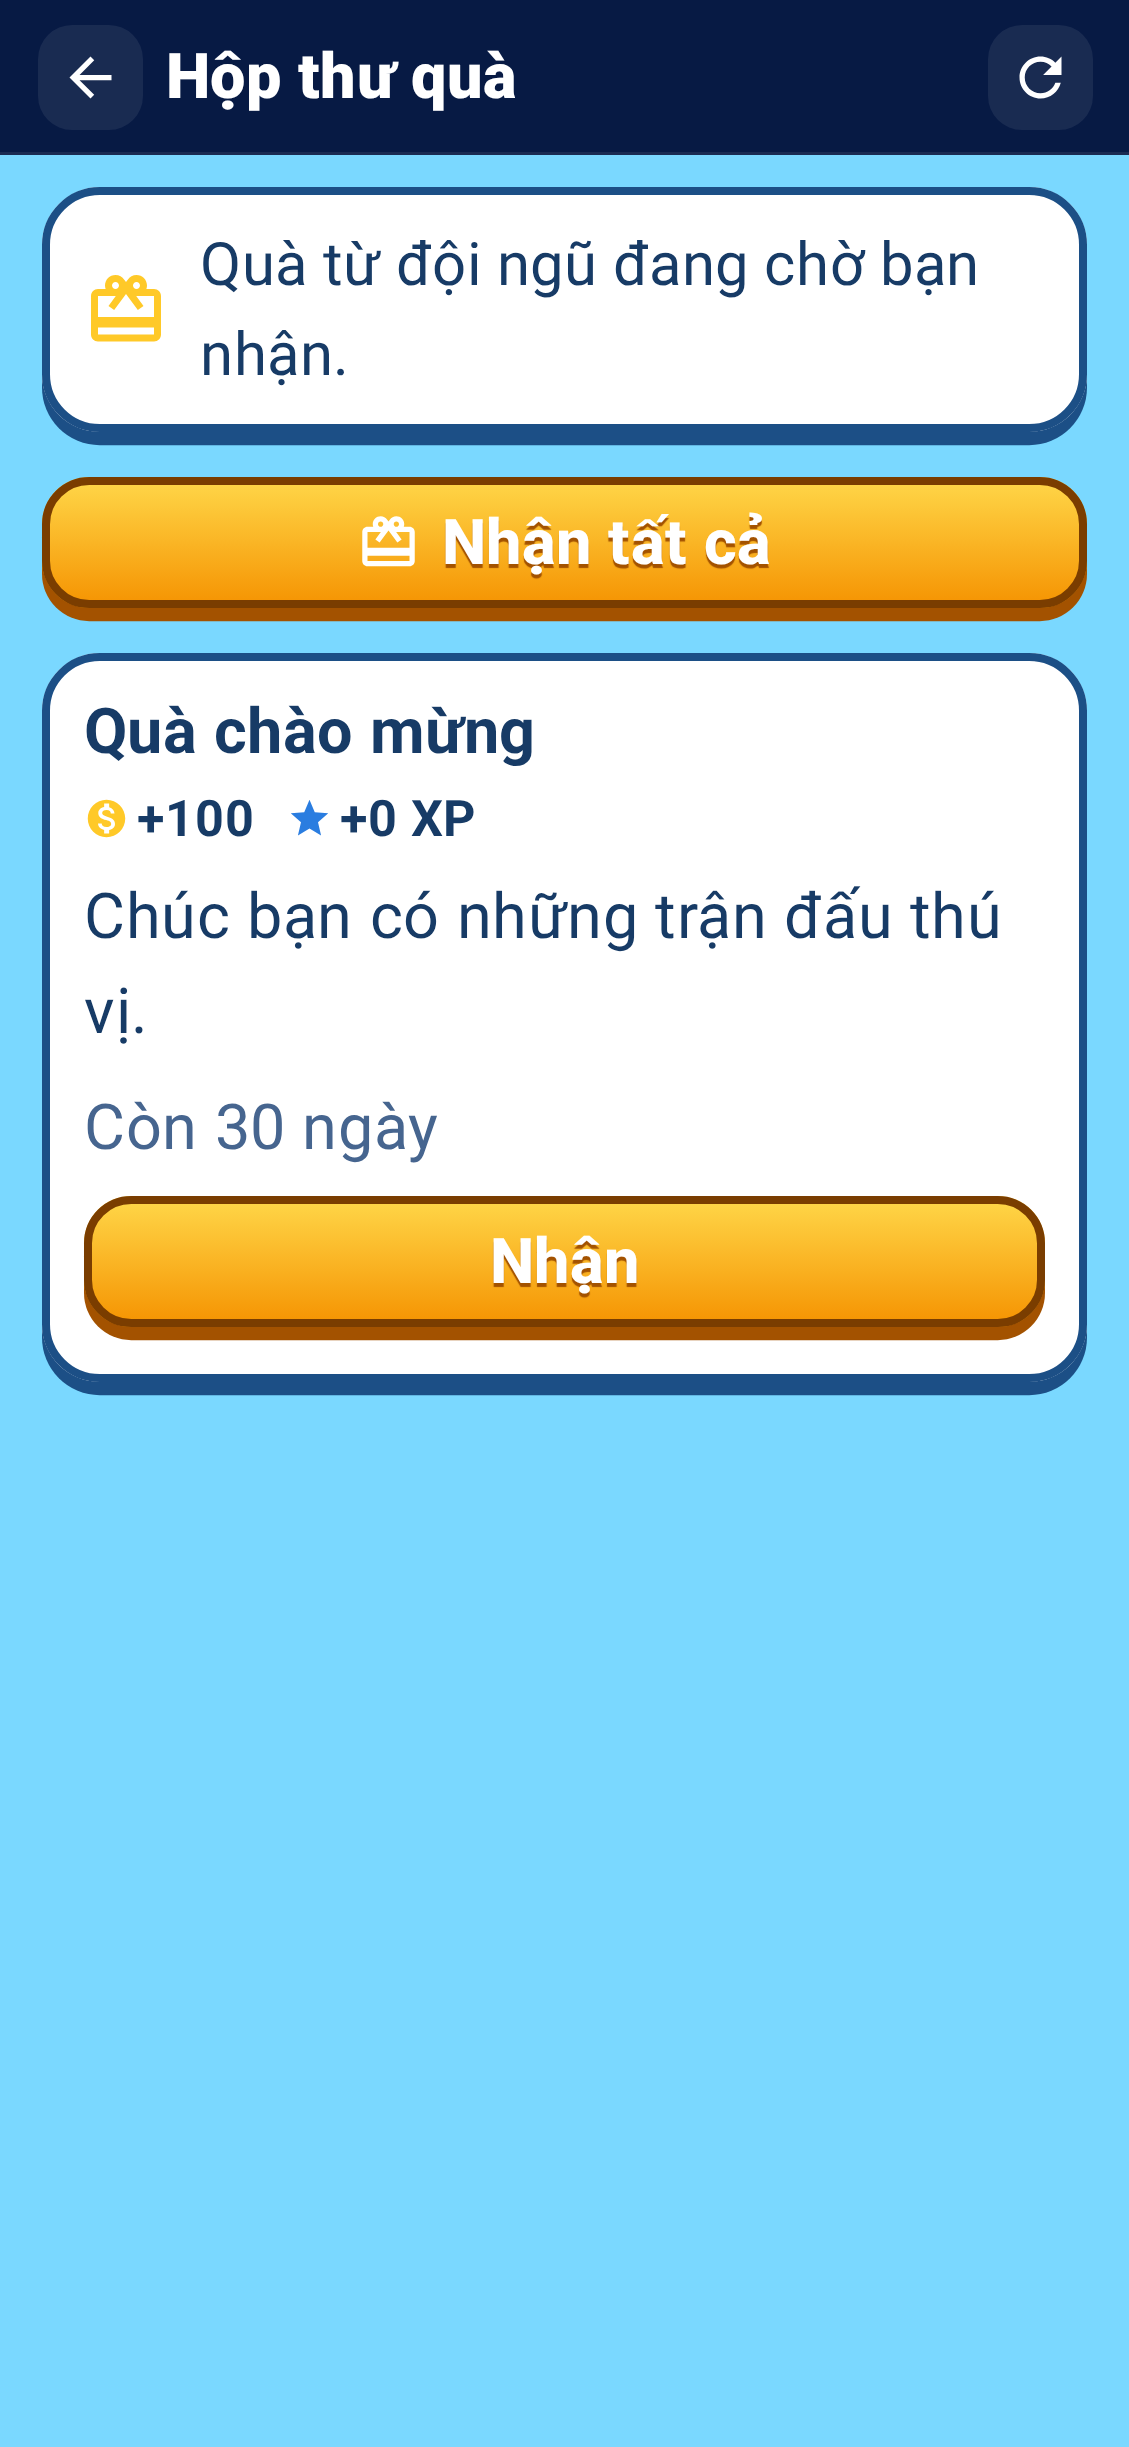 Hộp thư quà
Quà từ đội ngũ đang chờ bạn
nhận.
Nhận tất cả
Quà chào mừng
+100 +0 XP
Chúc bạn có những trận đấu thú
vị.
Còn 30 ngày
Nhận